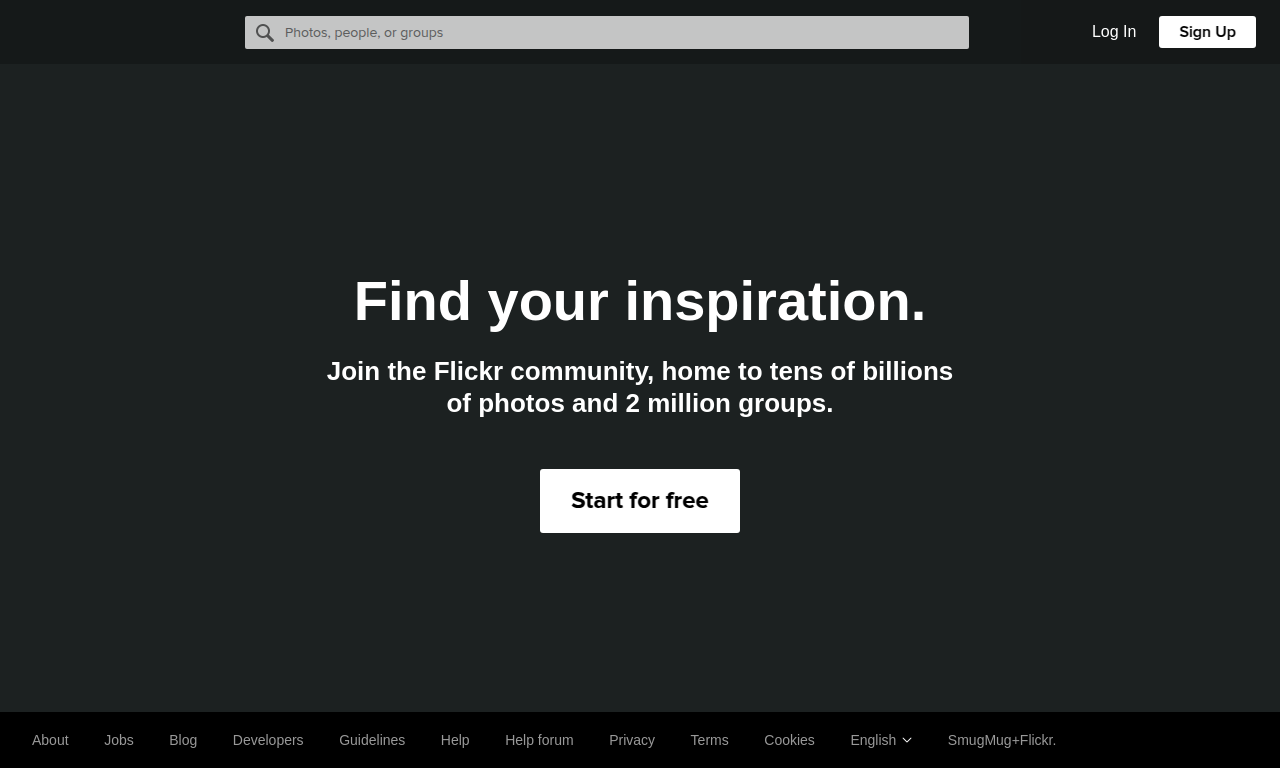 Photos, people, or groups
Log In
Sign Up
Find your inspiration.
Join the Flickr community, home to tens of billions
of photos and 2 million groups.
Start for free
About Jobs Blog Developers Guidelines Help Help forum Privacy Terms Cookies English SmugMug+Flickr.